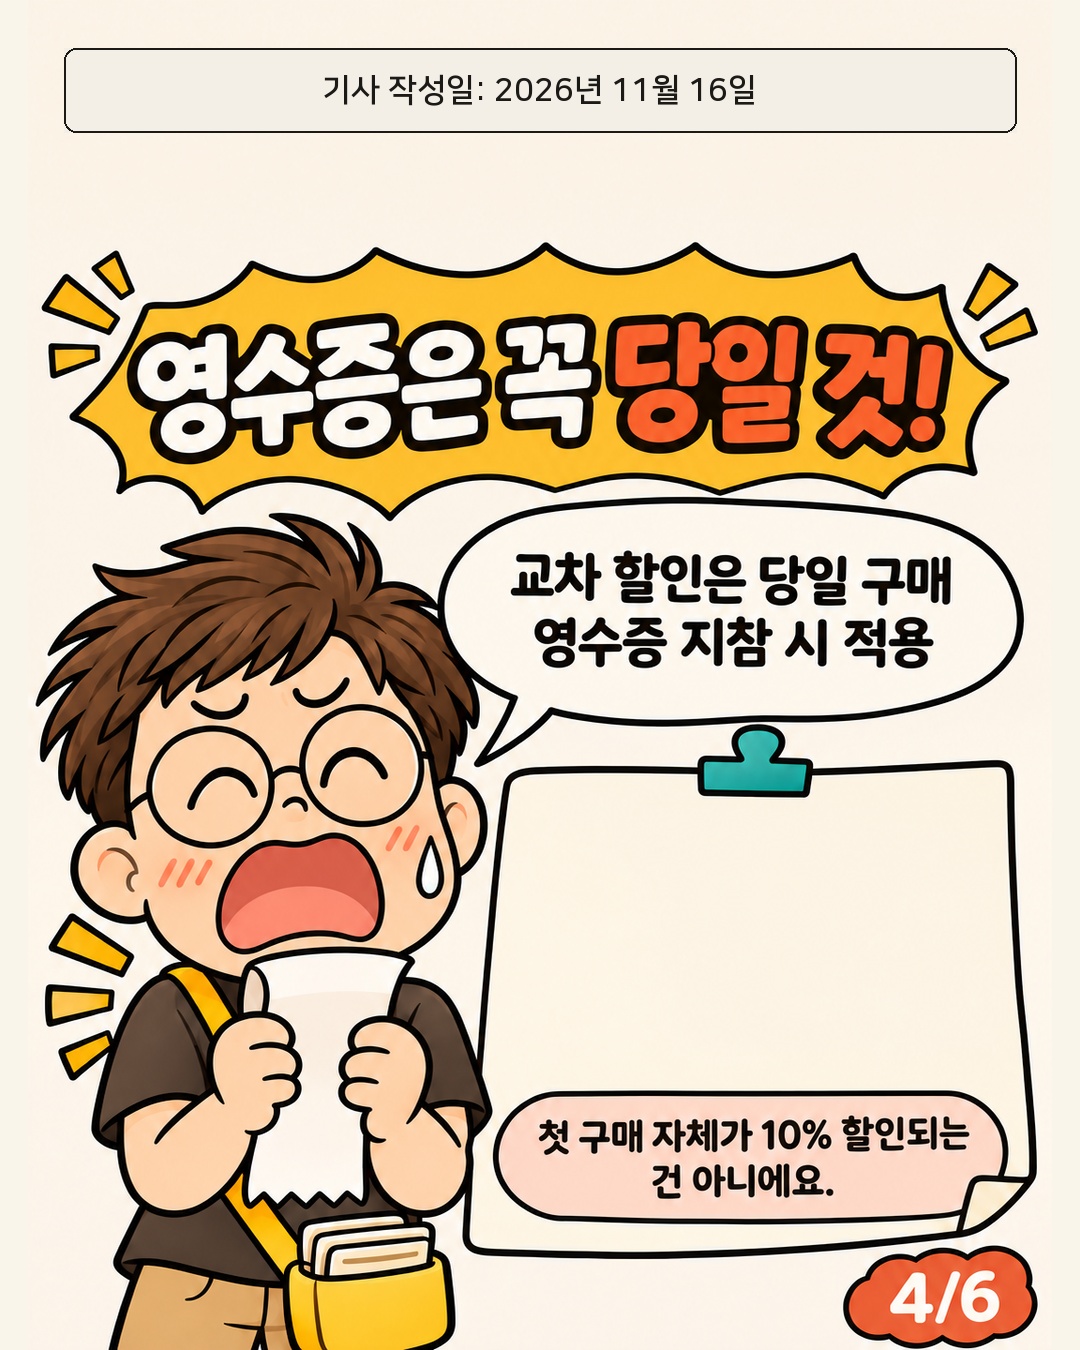 기사 작성일: 2026년 11월 16일
영수증은 꼭 당일 것!
교차 할인은 당일 구매
영수증 지참 시 적용
첫 구매 자체가 10% 할인되는
건 아니에요.
4/6